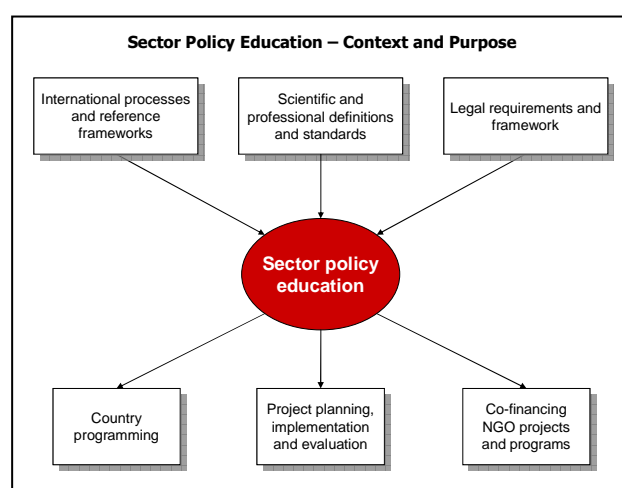 Sector Policy Education – Context and Purpose
International processes
and reference
frameworks
Scientific and
professional definitions
and standards
Legal requirements and
framework
Sector policy
education
Country
programming
Project planning,
implementation
and evaluation
Co-financing
NGO projects
and programs